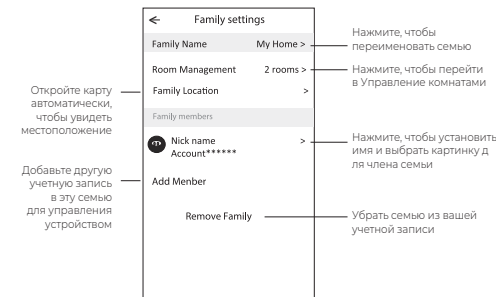 Family settings
Family Name My Home >
Room Management 2 rooms >
Family Location >
Family members
Nick name >
Account******
Add Menber
Remove Family
Откройте карту
автоматически,
чтобы увидеть
местоположение
Добавьте другую
учетную запись
в эту семью
для управления
устройством
Нажмите, чтобы
переименовать семью
Нажмите, чтобы перейти
в Управление комнатами
Нажмите, чтобы установить
имя и выбрать картинку д
ля члена семьи
Убрать семью из вашей
учетной записи